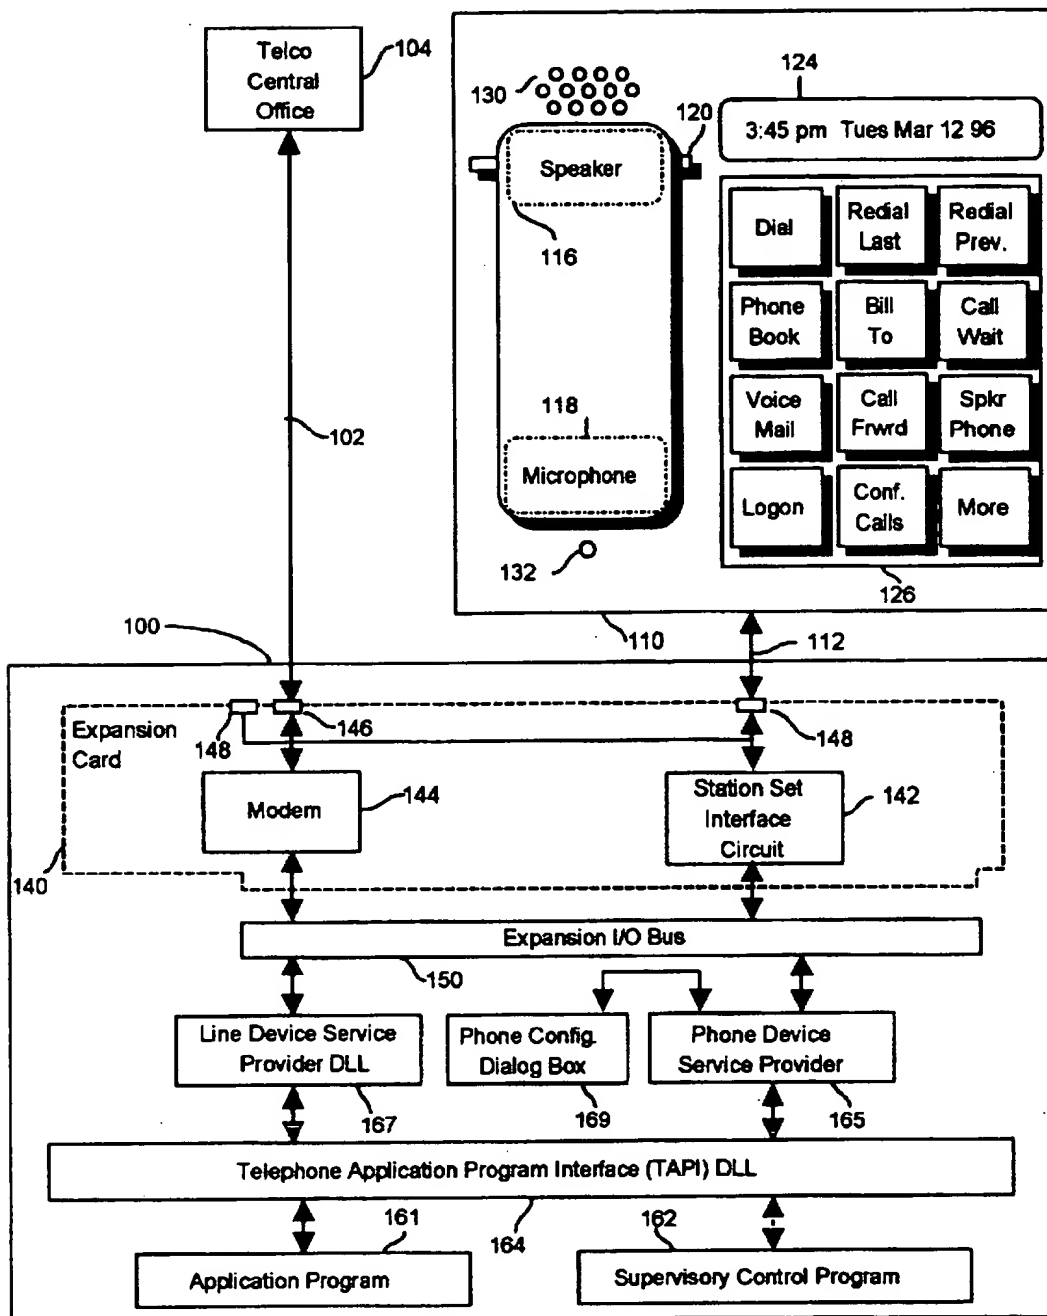 Telco
Central
Office
104
102
130
124
120
3:45 pm Tues Mar 12 96
Speaker
116
118
Microphone
132
Dial
Redial
Last
Redial
Prev.
Phone
Book
Bill
To
Call
Wait
Voice
Mail
Call
Frwrd
Spkr
Phone
Logon
Conf.
Calls
More
126
110
112
100
Expansion
Card
148
146
148
Modem
144
Station Set
Interface
Circuit
142
140
Expansion I/O Bus
150
Line Device Service
Provider DLL
167
Phone Config.
Dialog Box
169
Phone Device
Service Provider
165
Telephone Application Program Interface (TAPI) DLL
164
161
Application Program
162
Supervisory Control Program